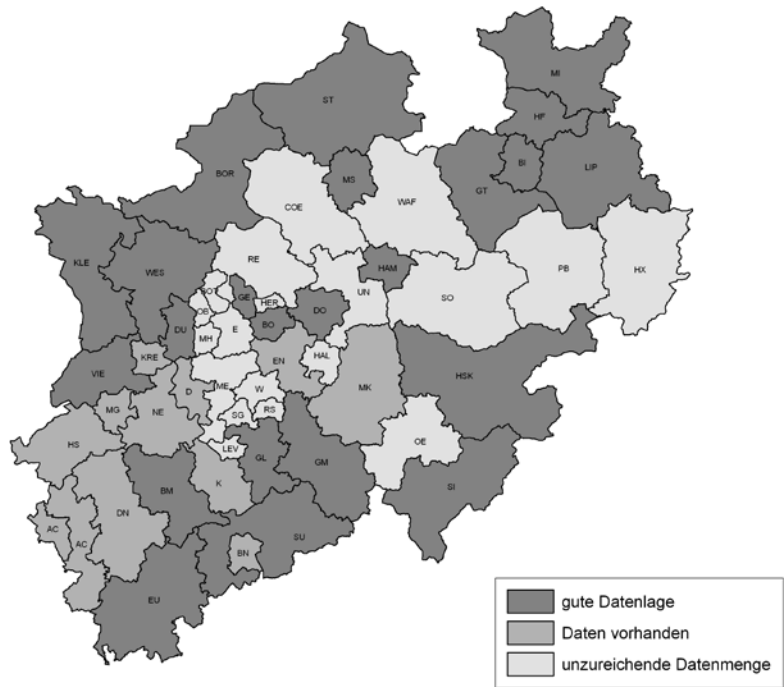 MI
ST
HF
BI
LIP
BOR
MS
GT
COE
WAF
KLE
WES
RE
HAM
PB
HX
UN
SO
BOT
GE
HER
OB
DU
E
BO
DO
MH
KRE
EN
HAL
VIE
HSK
ME
MK
D
W
MG
NE
SG
RS
HS
LEV
OE
GL
GM
K
BM
SI
DN
AC
AC
SU
BN
EU
gute Datenlage
Daten vorhanden
unzureichende Datenmenge